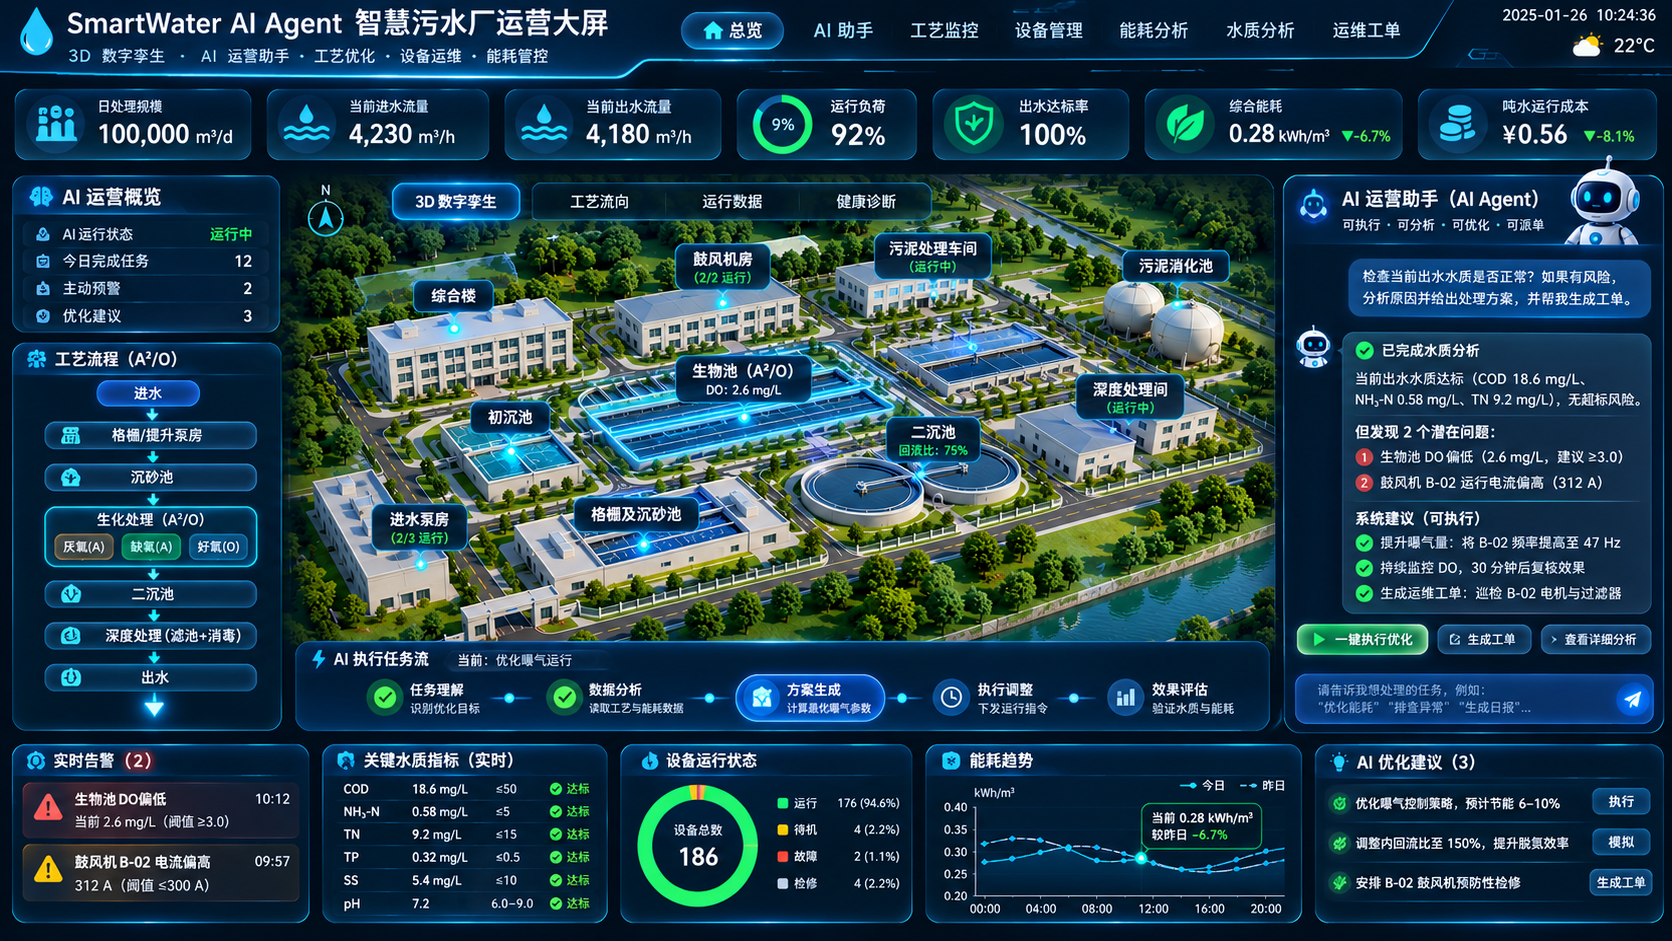 SmartWater AI Agent 智慧污水厂运营大屏
3D 数字孪生 · AI 运营助手 · 工艺优化 · 设备运维 · 能耗管控
总览
AI 助手
工艺监控
设备管理
能耗分析
水质分析
运维工单
2025-01-26 10:24:36
22°C
日处理规模
100,000 m³/d
当前进水流量
4,230 m³/h
当前出水流量
4,180 m³/h
9%
运行负荷
92%
出水达标率
100%
综合能耗
0.28 kWh/m³ ▼-6.7%
吨水运行成本
¥0.56 ▼-8.1%
AI 运营概览
AI 运行状态 运行中
今日完成任务 12
主动预警 2
优化建议 3
工艺流程（A²/O）
进水
格栅/提升泵房
沉砂池
生化处理（A²/O）
厌氧(A) 缺氧(A) 好氧(O)
二沉池
深度处理(滤池+消毒)
出水
N
3D 数字孪生
工艺流向
运行数据
健康诊断
综合楼
鼓风机房
(2/2 运行)
污泥处理车间
(运行中)
污泥消化池
生物池（A²/O）
DO: 2.6 mg/L
深度处理间
(运行中)
初沉池
二沉池
回流比: 75%
进水泵房
(2/3 运行)
格栅及沉砂池
AI 执行任务流
当前：优化曝气运行
任务理解
识别优化目标
数据分析
读取工艺与能耗数据
方案生成
计算最化曝气参数
执行调整
下发运行指令
效果评估
验证水质与能耗
AI 运营助手（AI Agent）
可执行 · 可分析 · 可优化 · 可派单
检查当前出水水质是否正常？如果有风险，
分析原因并给出处理方案，并帮我生成工单。
已完成水质分析
当前出水水质达标（COD 18.6 mg/L、
NH₃-N 0.58 mg/L、TN 9.2 mg/L），无超标风险。
但发现 2 个潜在问题：
1 生物池 DO 偏低（2.6 mg/L，建议 ≥3.0）
2 鼓风机 B-02 运行电流偏高（312 A）
系统建议（可执行）
提升曝气量：将 B-02 频率提高至 47 Hz
持续监控 DO，30 分钟后复核效果
生成运维工单：巡检 B-02 电机与过滤器
一键执行优化
生成工单
查看详细分析
请告诉我想处理的任务，例如：
“优化能耗” “排查异常” “生成日报”...
实时告警（2）
生物池 DO偏低 10:12
当前 2.6 mg/L（阈值 ≥3.0）
鼓风机 B-02 电流偏高 09:57
312 A（阈值 ≤300 A）
关键水质指标（实时）
COD 18.6 mg/L ≤50 达标
NH₃-N 0.58 mg/L ≤5 达标
TN 9.2 mg/L ≤15 达标
TP 0.32 mg/L ≤0.5 达标
SS 5.4 mg/L ≤10 达标
pH 7.2 6.0–9.0 达标
设备运行状态
设备总数
186
运行 176 (94.6%)
待机 4 (2.2%)
故障 2 (1.1%)
检修 4 (2.2%)
能耗趋势
今日 昨日
kWh/m³
0.40
0.35
0.30
0.25
0.20
当前 0.28 kWh/m³
较昨日 -6.7%
00:00 04:00 08:00 12:00 16:00 20:00
AI 优化建议（3）
优化曝气控制策略，预计节能 6–10% 执行
调整内回流比至 150%，提升脱氮效率 模拟
安排 B-02 鼓风机预防性检修 生成工单